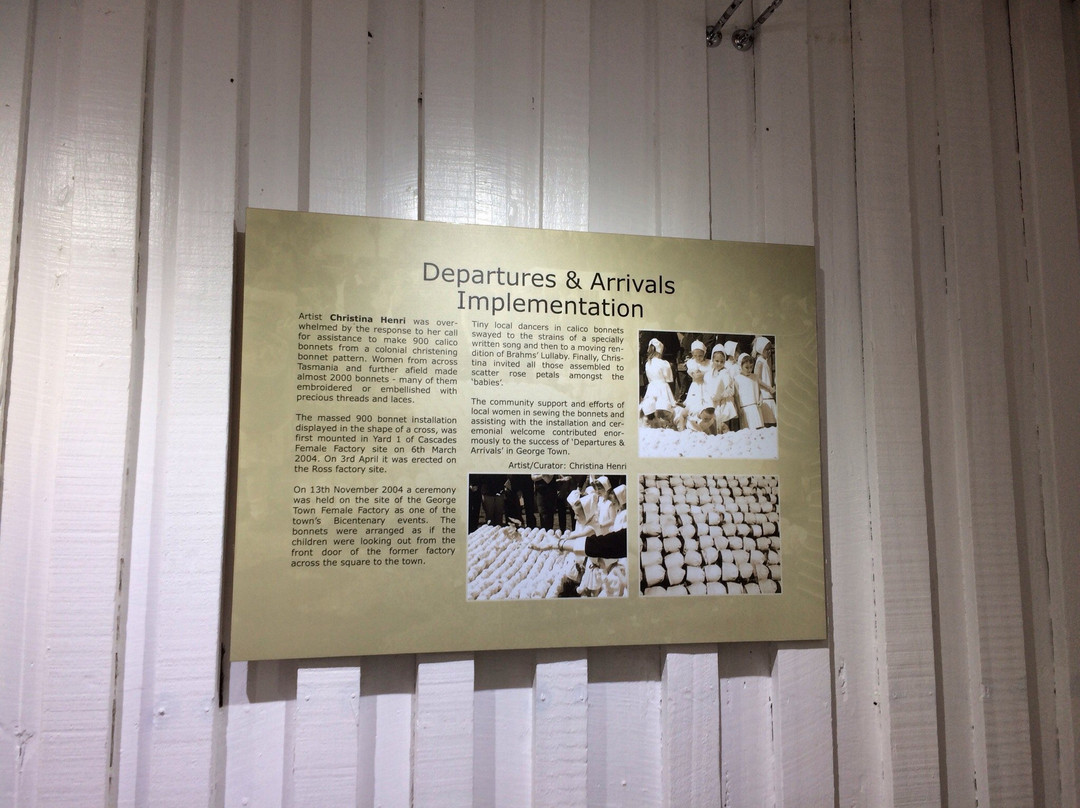 Departures & Arrivals
Implementation
Artist Christina Henri was over-
whelmed by the response to her call
for assistance to make 900 calico
bonnets from a colonial christening
bonnet pattern. Women from across
Tasmania and further afield made
almost 2000 bonnets - many of them
embroidered or embellished with
precious threads and laces.
The massed 900 bonnet installation
displayed in the shape of a cross, was
first mounted in Yard 1 of Cascades
Female Factory site on 6th March
2004. On 3rd April it was erected on
the Ross factory site.
On 13th November 2004 a ceremony
was held on the site of the George
Town Female Factory as one of the
town's Bicentenary events. The
bonnets were arranged as if the
children were looking out from the
front door of the former factory
across the square to the town.
Tiny local dancers in calico bonnets
swayed to the strains of a specially
written song and then to a moving ren-
dition of Brahms' Lullaby. Finally, Chris-
tina invited all those assembled to
scatter rose petals amongst the
'babies'.
The community support and efforts of
local women in sewing the bonnets and
assisting with the installation and cer-
emonial welcome contributed enor-
mously to the success of 'Departures &
Arrivals' in George Town.
Artist/Curator: Christina Henri